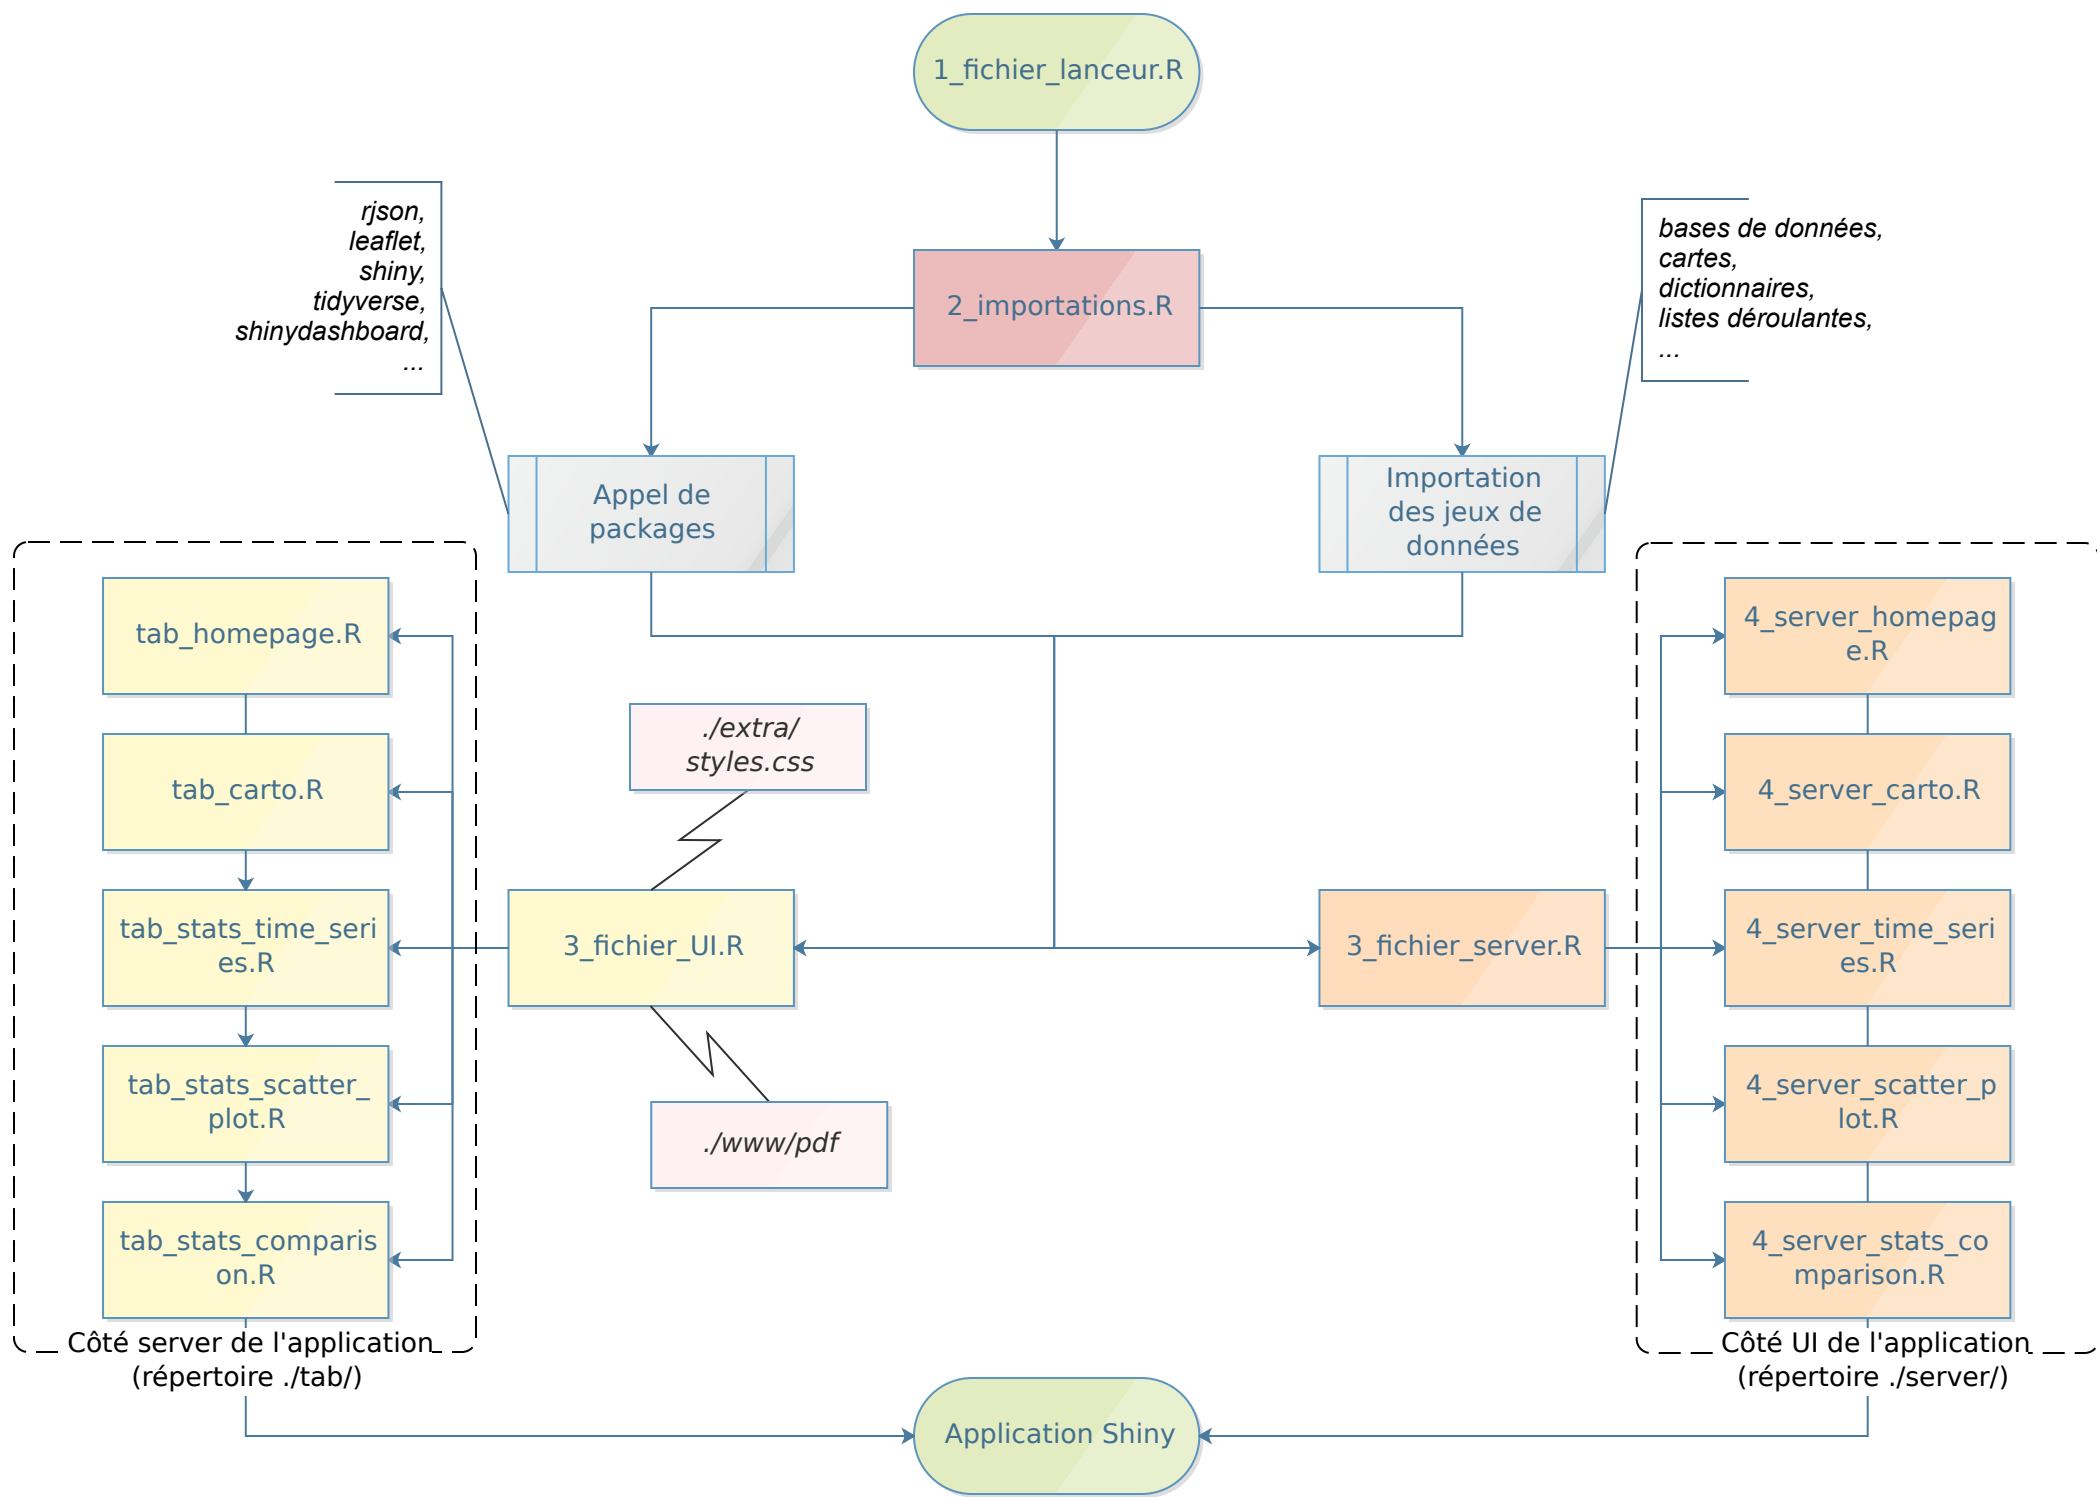 1_fichier_lanceur.R
rjson,
leaflet,
shiny,
tidyverse,
shinydashboard,
...
2_importations.R
bases de données,
cartes,
dictionnaires,
listes déroulantes,
...
Appel de
packages
Importation
des jeux de
données
tab_homepage.R
tab_carto.R
tab_stats_time_seri
es.R
tab_stats_scatter_
plot.R
tab_stats_comparis
on.R
Côté server de l'application
(répertoire ./tab/)
./extra/
styles.css
3_fichier_UI.R
./www/pdf
3_fichier_server.R
4_server_homepag
e.R
4_server_carto.R
4_server_time_seri
es.R
4_server_scatter_p
lot.R
4_server_stats_co
mparison.R
Côté UI de l'application
(répertoire ./server/)
Application Shiny